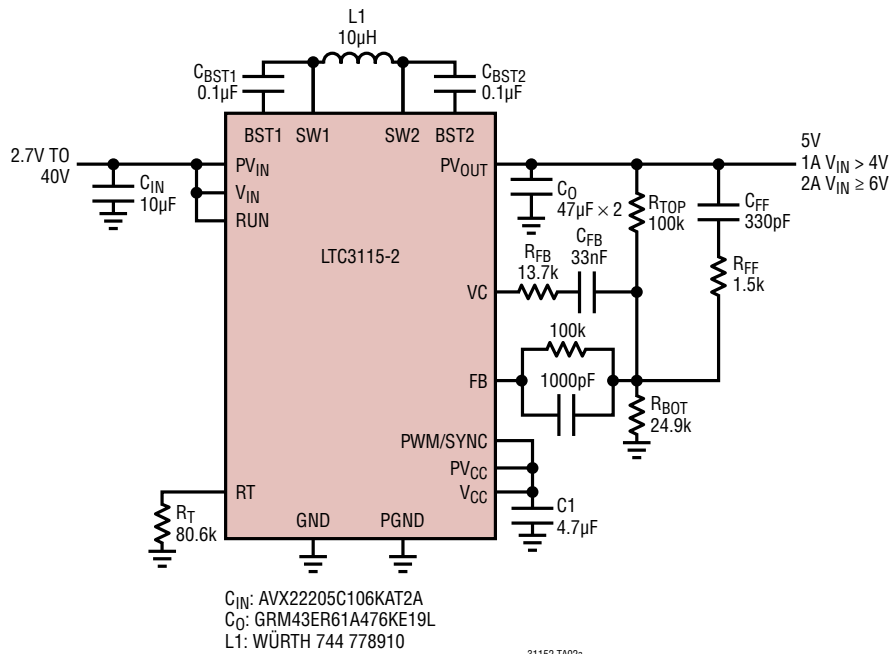 L1
10µH
CBST1
0.1µF
CBST2
0.1µF
BST1 SW1 SW2 BST2
2.7V TO
40V
CIN
10µF
PVIN
VIN
RUN
PVOUT
5V
1A VIN > 4V
2A VIN ≥ 6V
CO
47µF × 2
RTOP
100k
CFF
330pF
LTC3115-2
RFB
13.7k
CFB
33nF
RFF
1.5k
VC
100k
1000pF
FB
RBOT
24.9k
PWM/SYNC
PVCC
VCC
C1
4.7µF
RT
RT
80.6k
GND PGND
CIN: AVX22205C106KAT2A
CO: GRM43ER61A476KE19L
L1: WÜRTH 744 778910
31152 TA02a